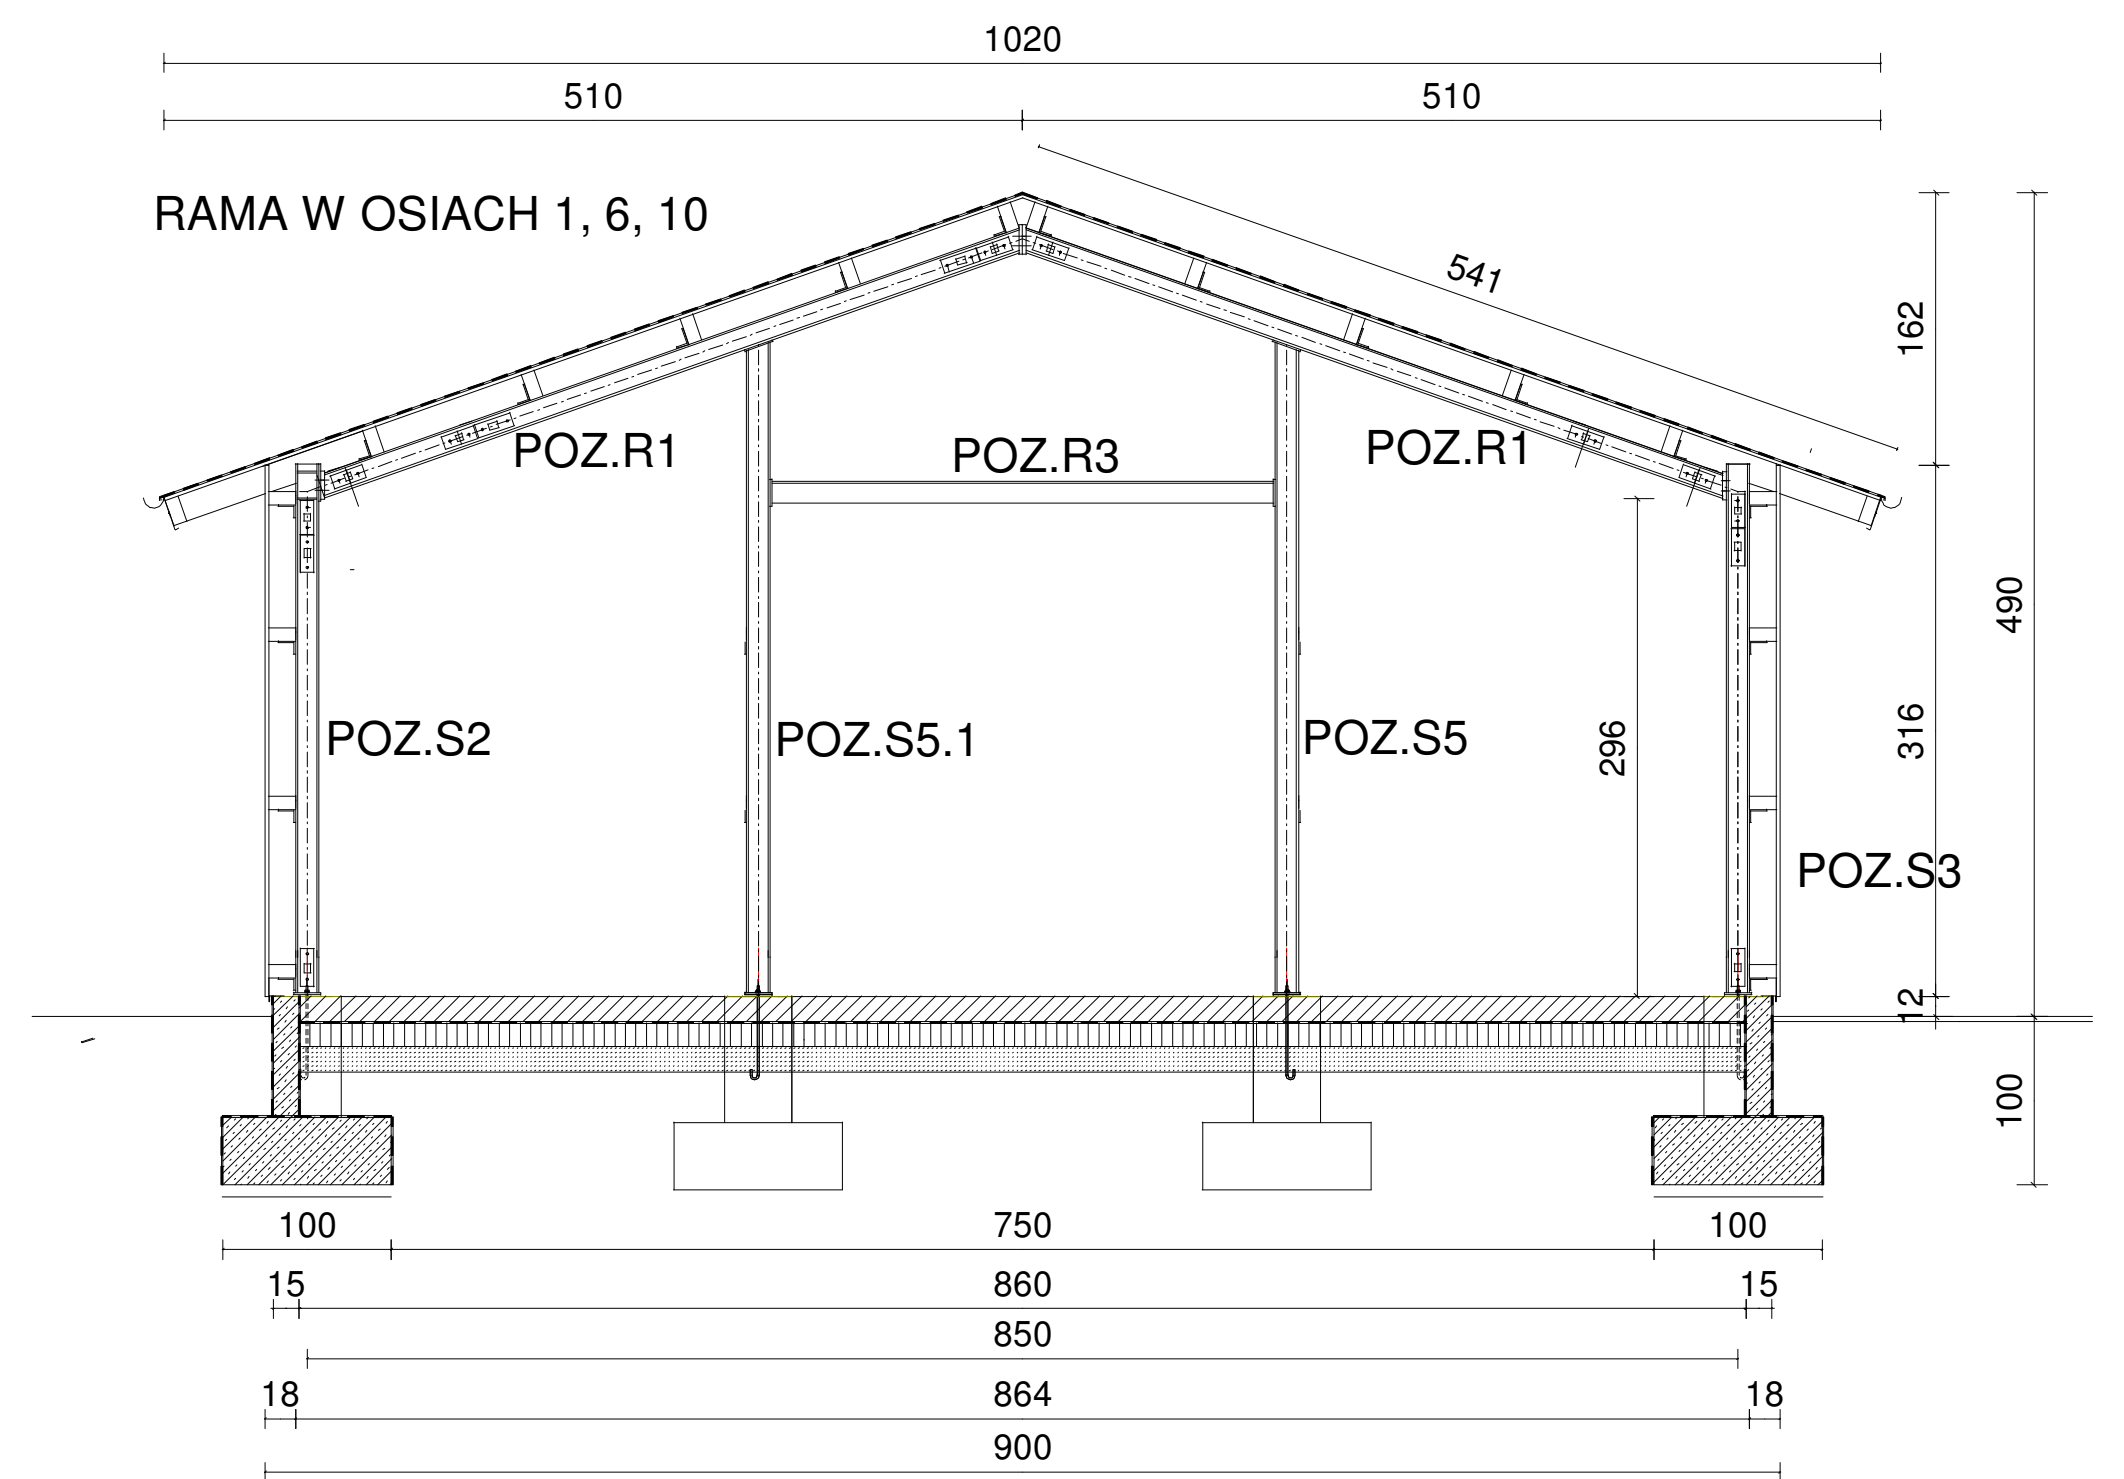 1020
510 510
RAMA W OSIACH 1, 6, 10
541
162
POZ.R1 POZ.R3 POZ.R1
490
POZ.S2 POZ.S5.1 POZ.S5 296 316
POZ.S3
12
100
100 750 100
15 860 15
850
18 864 18
900